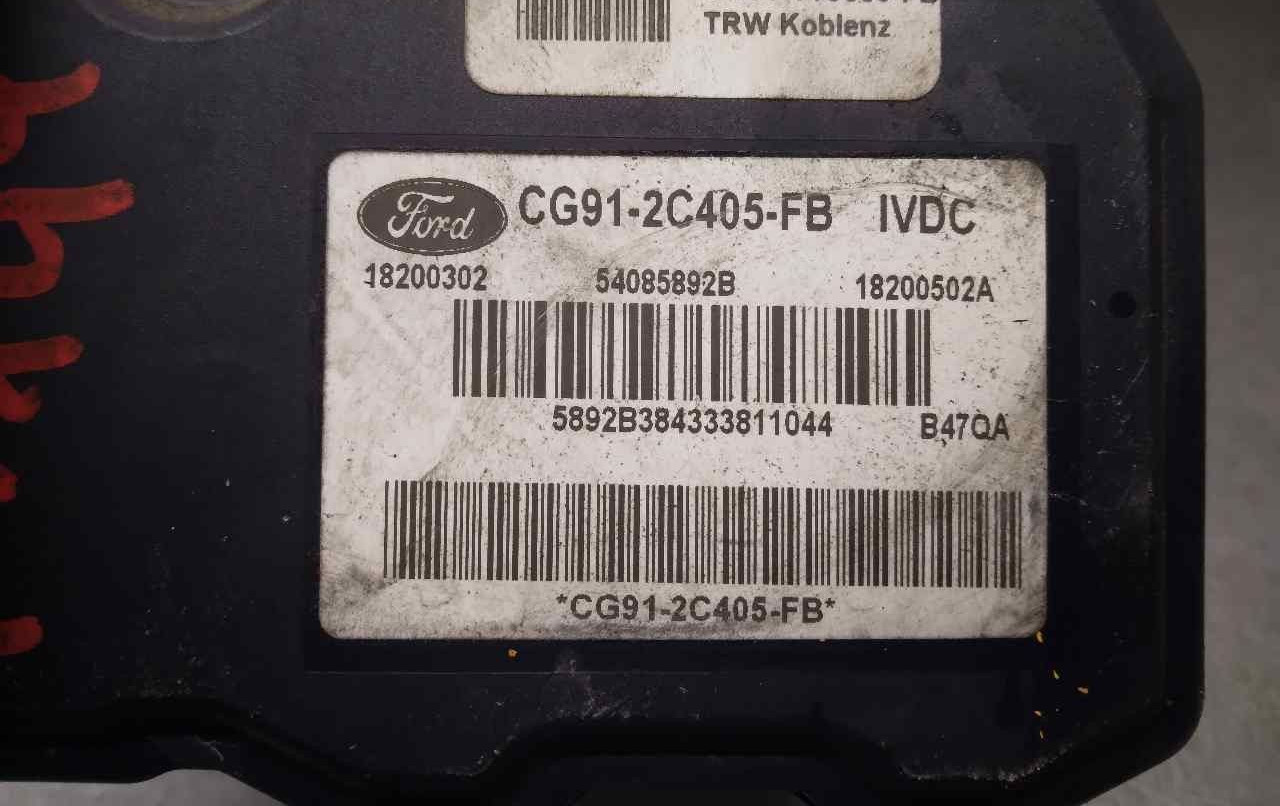 TRW Koblenz
Ford CG91-2C405-FB IVDC
18200302 54085892B 18200502A
5892B384333811044 B47QA
*CG91-2C405-FB*